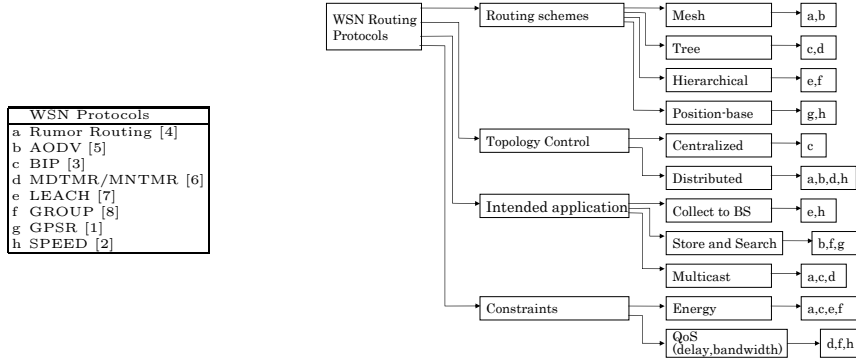 WSN Protocols
a Rumor Routing [4]
b AODV [5]
c BIP [3]
d MDTMR/MNTMR [6]
e LEACH [7]
f GROUP [8]
g GPSR [1]
h SPEED [2]
WSN Routing
Protocols
Routing schemes
Mesh
a,b
Tree
c,d
Hierarchical
e,f
Position-base
g,h
Topology Control
Centralized
c
Distributed
a,b,d,h
Intended application
Collect to BS
e,h
Store and Search
b,f,g
Multicast
a,c,d
Constraints
Energy
a,c,e,f
QoS
(delay,bandwidth)
d,f,h